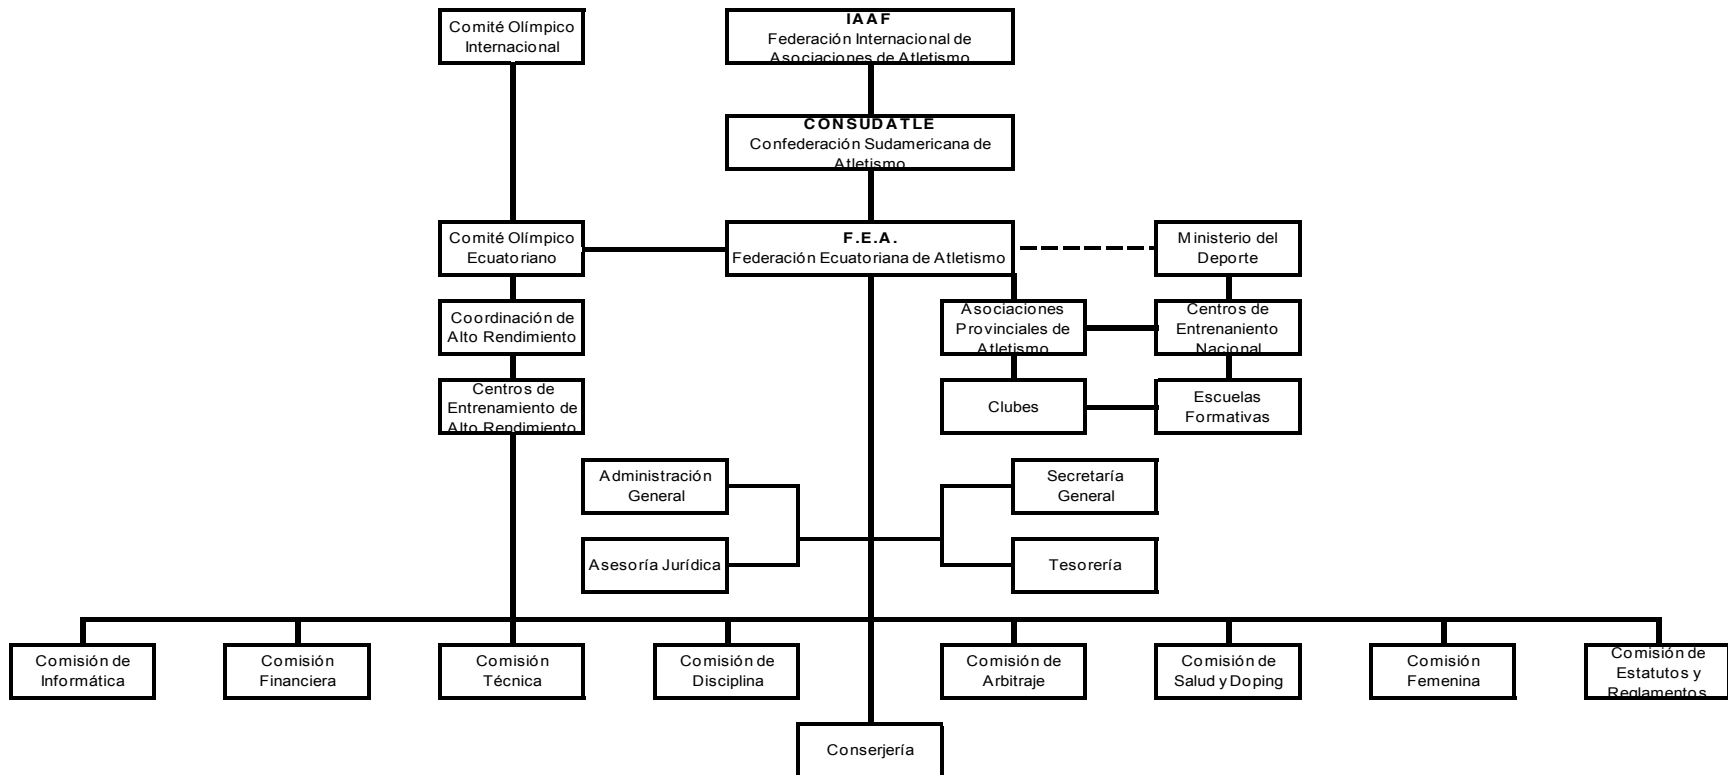 Comité Olímpico
Internacional
IAAF
Federación Internacional de
Asociaciones de Atletismo
CONSUDATLE
Confederación Sudamericana de
Atletismo
Comité Olímpico
Ecuatoriano
F.E.A.
Federación Ecuatoriana de Atletismo
Ministerio del
Deporte
Coordinación de
Alto Rendimiento
Asociaciones
Provinciales de
Atletismo
Centros de
Entrenaniento
Nacional
Centros de
Entrenamiento de
Alto Rendimiento
Clubes
Escuelas
Formativas
Administración
General
Secretaría
General
Asesoría Jurídica
Tesorería
Comisión de
Informática
Comisión
Financiera
Comisión
Técnica
Comisión de
Disciplina
Comisión de
Arbitraje
Comisión de
Salud y Doping
Comisión
Femenina
Comisión de
Estatutos y
Reglamentos
Conserjería